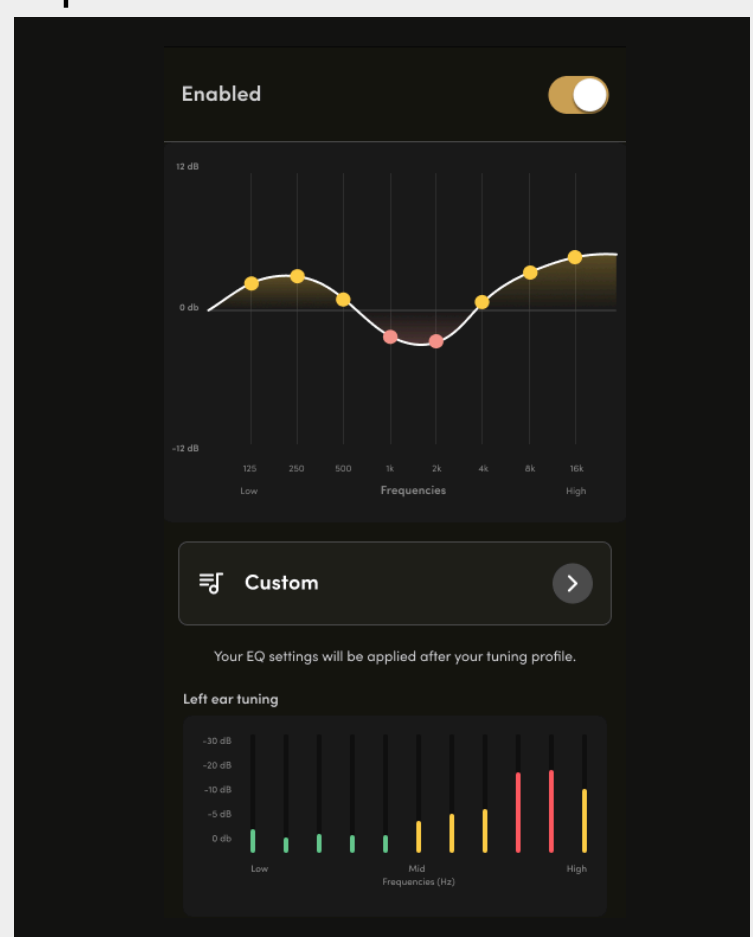 Enabled
12 dB
0 db
-12 dB
125 250 500 1k 2k 4k 8k 16k
Low Frequencies High
Custom
Your EQ settings will be applied after your tuning profile.
Left ear tuning
-30 dB
-20 dB
-10 dB
-5 dB
0 db
Low Mid High
Frequencies (Hz)